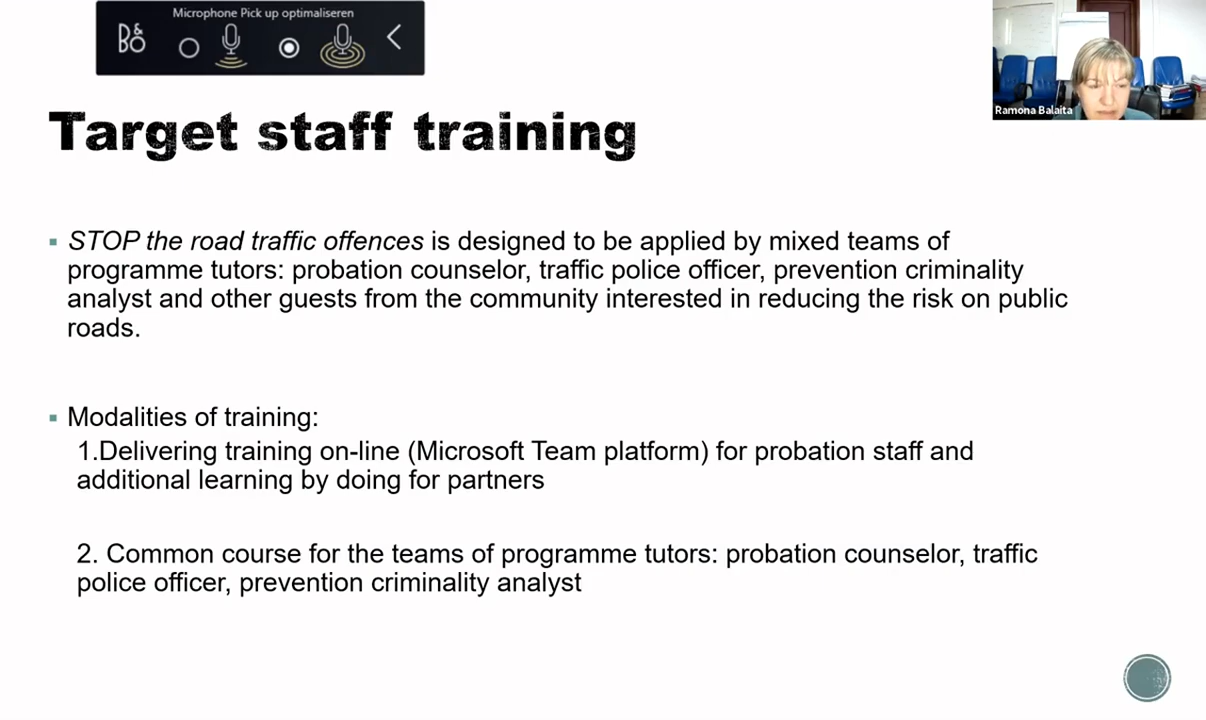 Microphone Pick up optimaliseren
B&O
Ramona Balaita
Target staff training
STOP the road traffic offences is designed to be applied by mixed teams of
programme tutors: probation counselor, traffic police officer, prevention criminality
analyst and other guests from the community interested in reducing the risk on public
roads.
Modalities of training:
1.Delivering training on-line (Microsoft Team platform) for probation staff and
additional learning by doing for partners
2. Common course for the teams of programme tutors: probation counselor, traffic
police officer, prevention criminality analyst